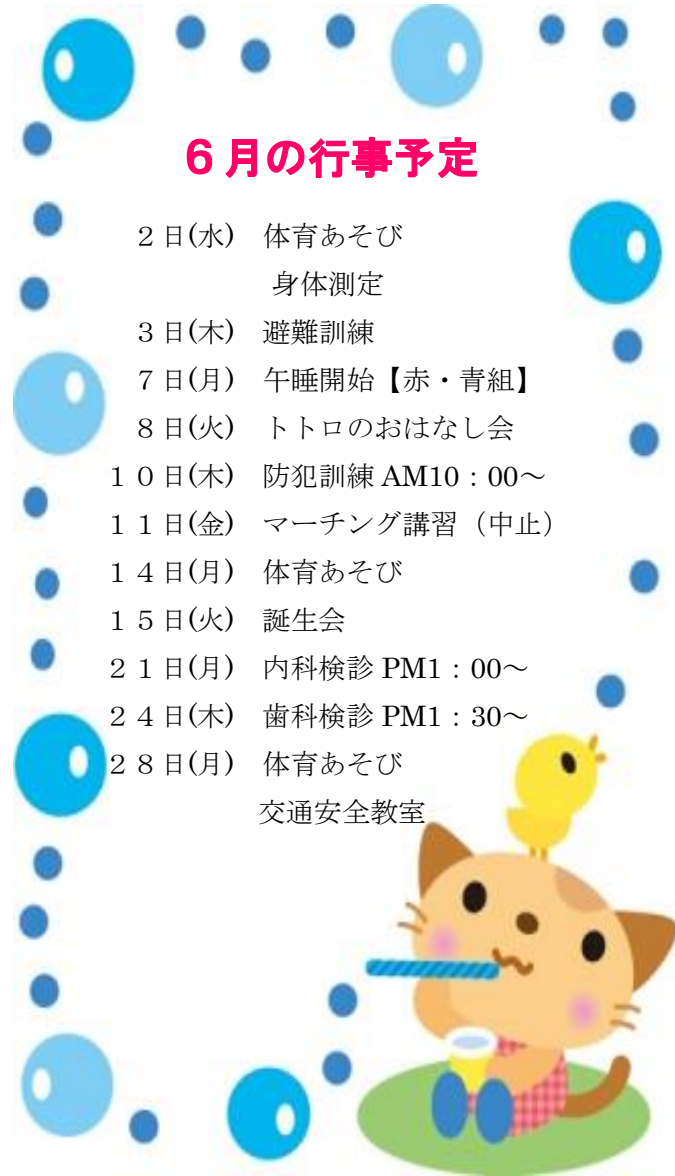 ６月の行事予定
２日(水)　体育あそび
身体測定
３日(木)　避難訓練
７日(月)　午睡開始【赤・青組】
８日(火)　トトロのおはなし会
１０日(木)　防犯訓練 AM10：00～
１１日(金)　マーチング講習（中止）
１４日(月)　体育あそび
１５日(火)　誕生会
２１日(月)　内科検診 PM1：00～
２４日(木)　歯科検診 PM1：30～
２８日(月)　体育あそび
交通安全教室